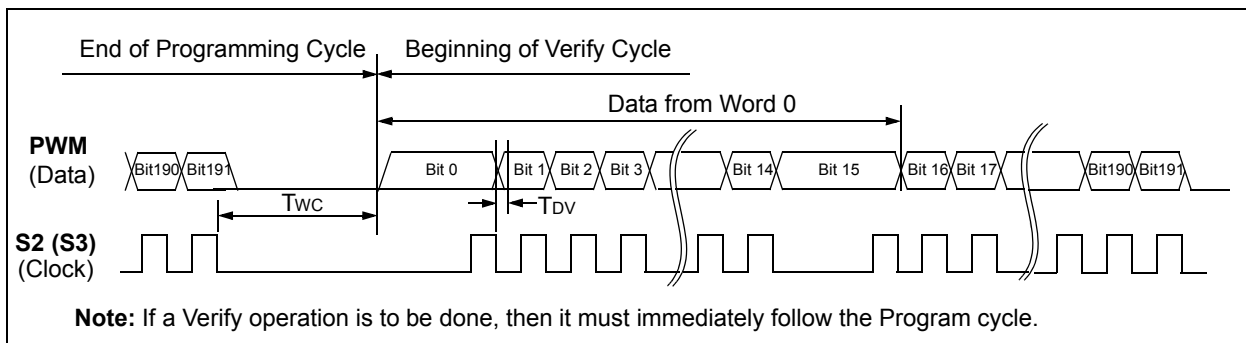 End of Programming Cycle Beginning of Verify Cycle
Data from Word 0
PWM
(Data)
Bit190 Bit191 Bit 0 Bit 1 Bit 2 Bit 3 Bit 14 Bit 15 Bit 16 Bit 17 Bit190 Bit191
TWC TDV
S2 (S3)
(Clock)
Note: If a Verify operation is to be done, then it must immediately follow the Program cycle.